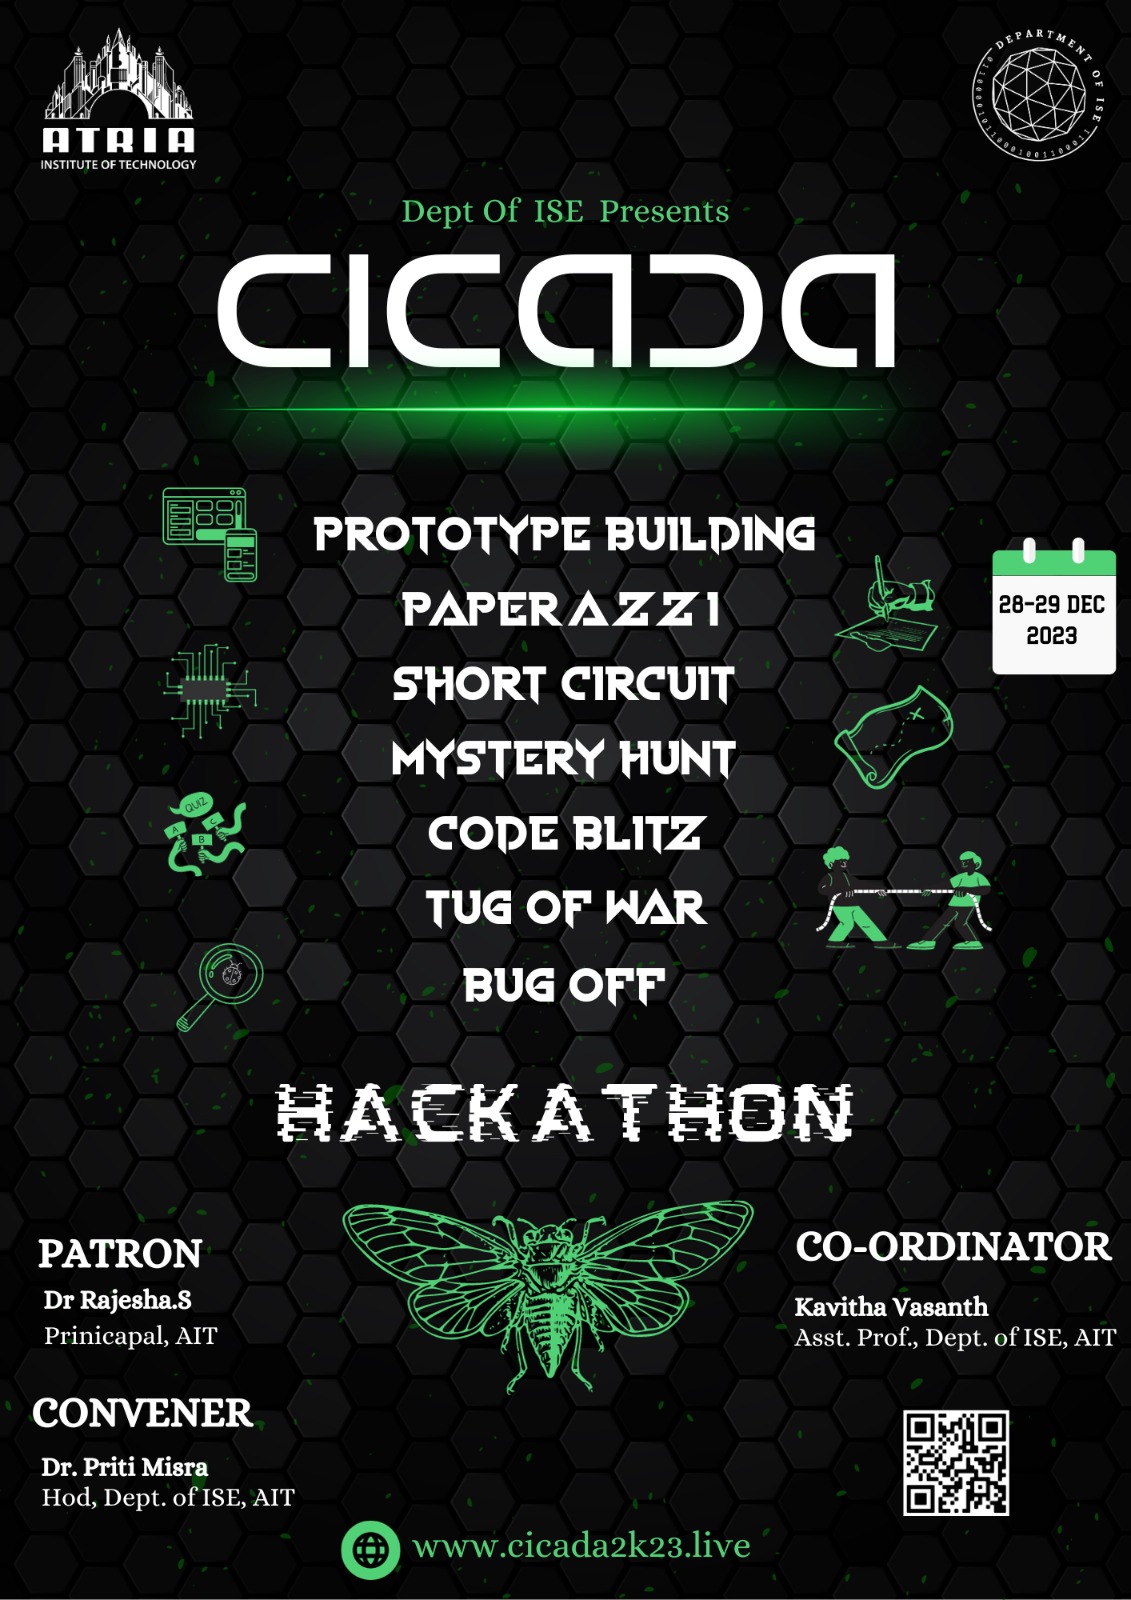 ATRIA
INSTITUTE OF TECHNOLOGY
DEPARTMENT OF ISE
Dept Of ISE Presents
CICADA
PROTOTYPE BUILDING
PAPERAZZI
28-29 DEC
2023
SHORT CIRCUIT
MYSTERY HUNT
QUIZ
A
C
B
CODE BLITZ
TUG OF WAR
BUG OFF
HACKATHON
PATRON
Dr Rajesha.S
Prinicapal, AIT
CO-ORDINATOR
Kavitha Vasanth
Asst. Prof., Dept. of ISE, AIT
CONVENER
Dr. Priti Misra
Hod, Dept. of ISE, AIT
www.cicada2k23.live